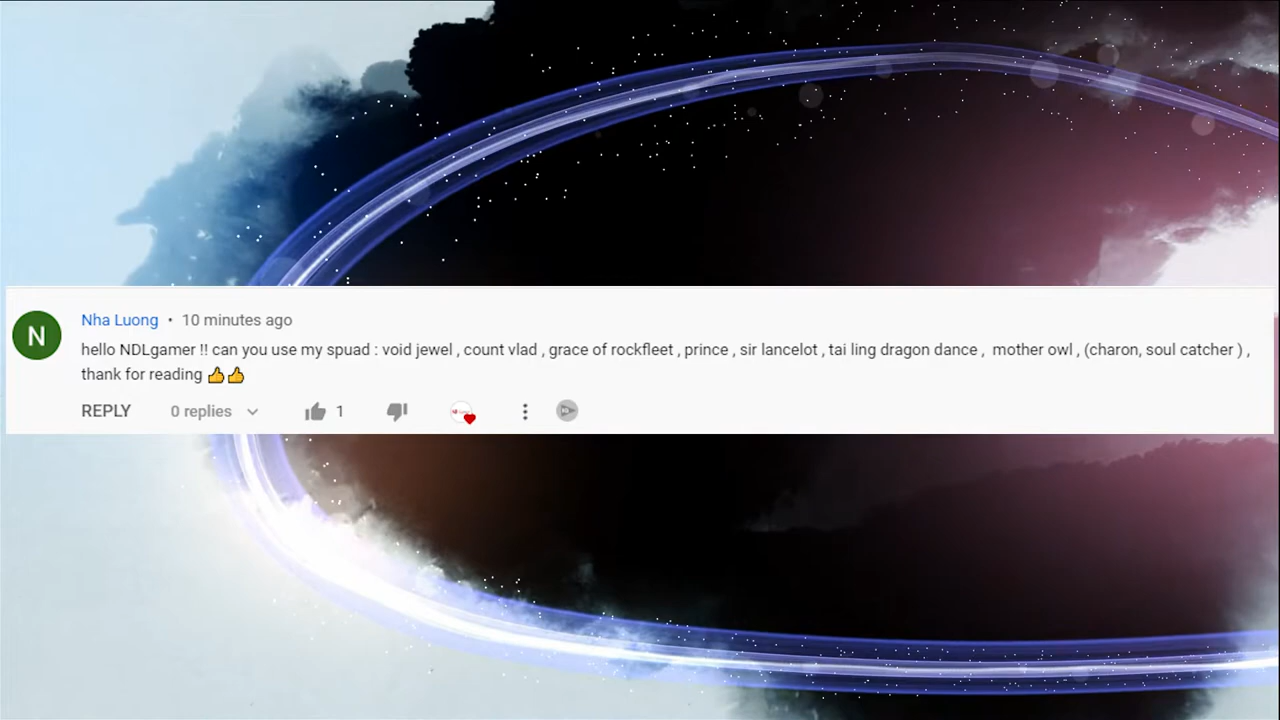 N
Nha Luong • 10 minutes ago
hello NDLgamer !! can you use my spuad : void jewel , count vlad , grace of rockfleet , prince , sir lancelot , tai ling dragon dance ,  mother owl , (charon, soul catcher ) ,
thank for reading 👍👍
REPLY 0 replies 1